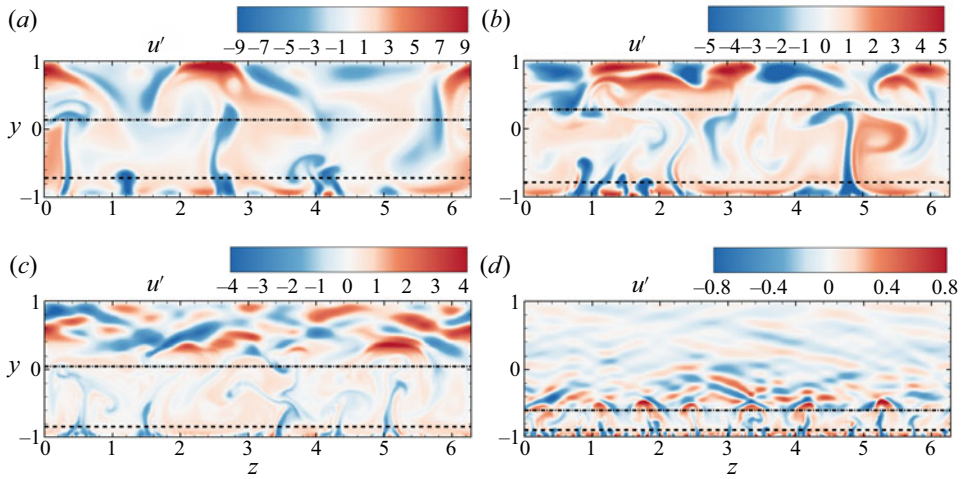 (a)
−9 −7 −5 −3 −1 1 3 5 7 9
u′
1
y 0
−1
0 1 2 3 4 5 6
(b)
−5 −4 −3 −2 −1 0 1 2 3 4 5
u′
1
0
−1
0 1 2 3 4 5 6
(c)
−4 −3 −2 −1 0 1 2 3 4
u′
1
y 0
−1
0 1 2 3 4 5 6
z
(d)
−0.8 −0.4 0 0.4 0.8
u′
1
0
−1
0 1 2 3 4 5 6
z